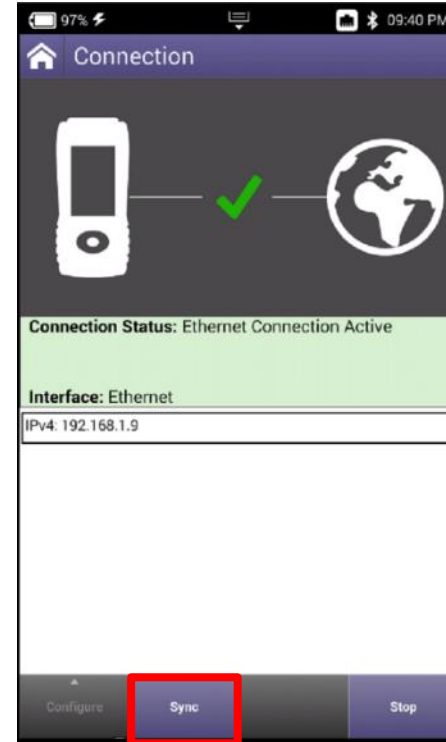 97% 09:40 PM
Connection
Connection Status: Ethernet Connection Active
Interface: Ethernet
IPv4: 192.168.1.9
Configure Sync Stop